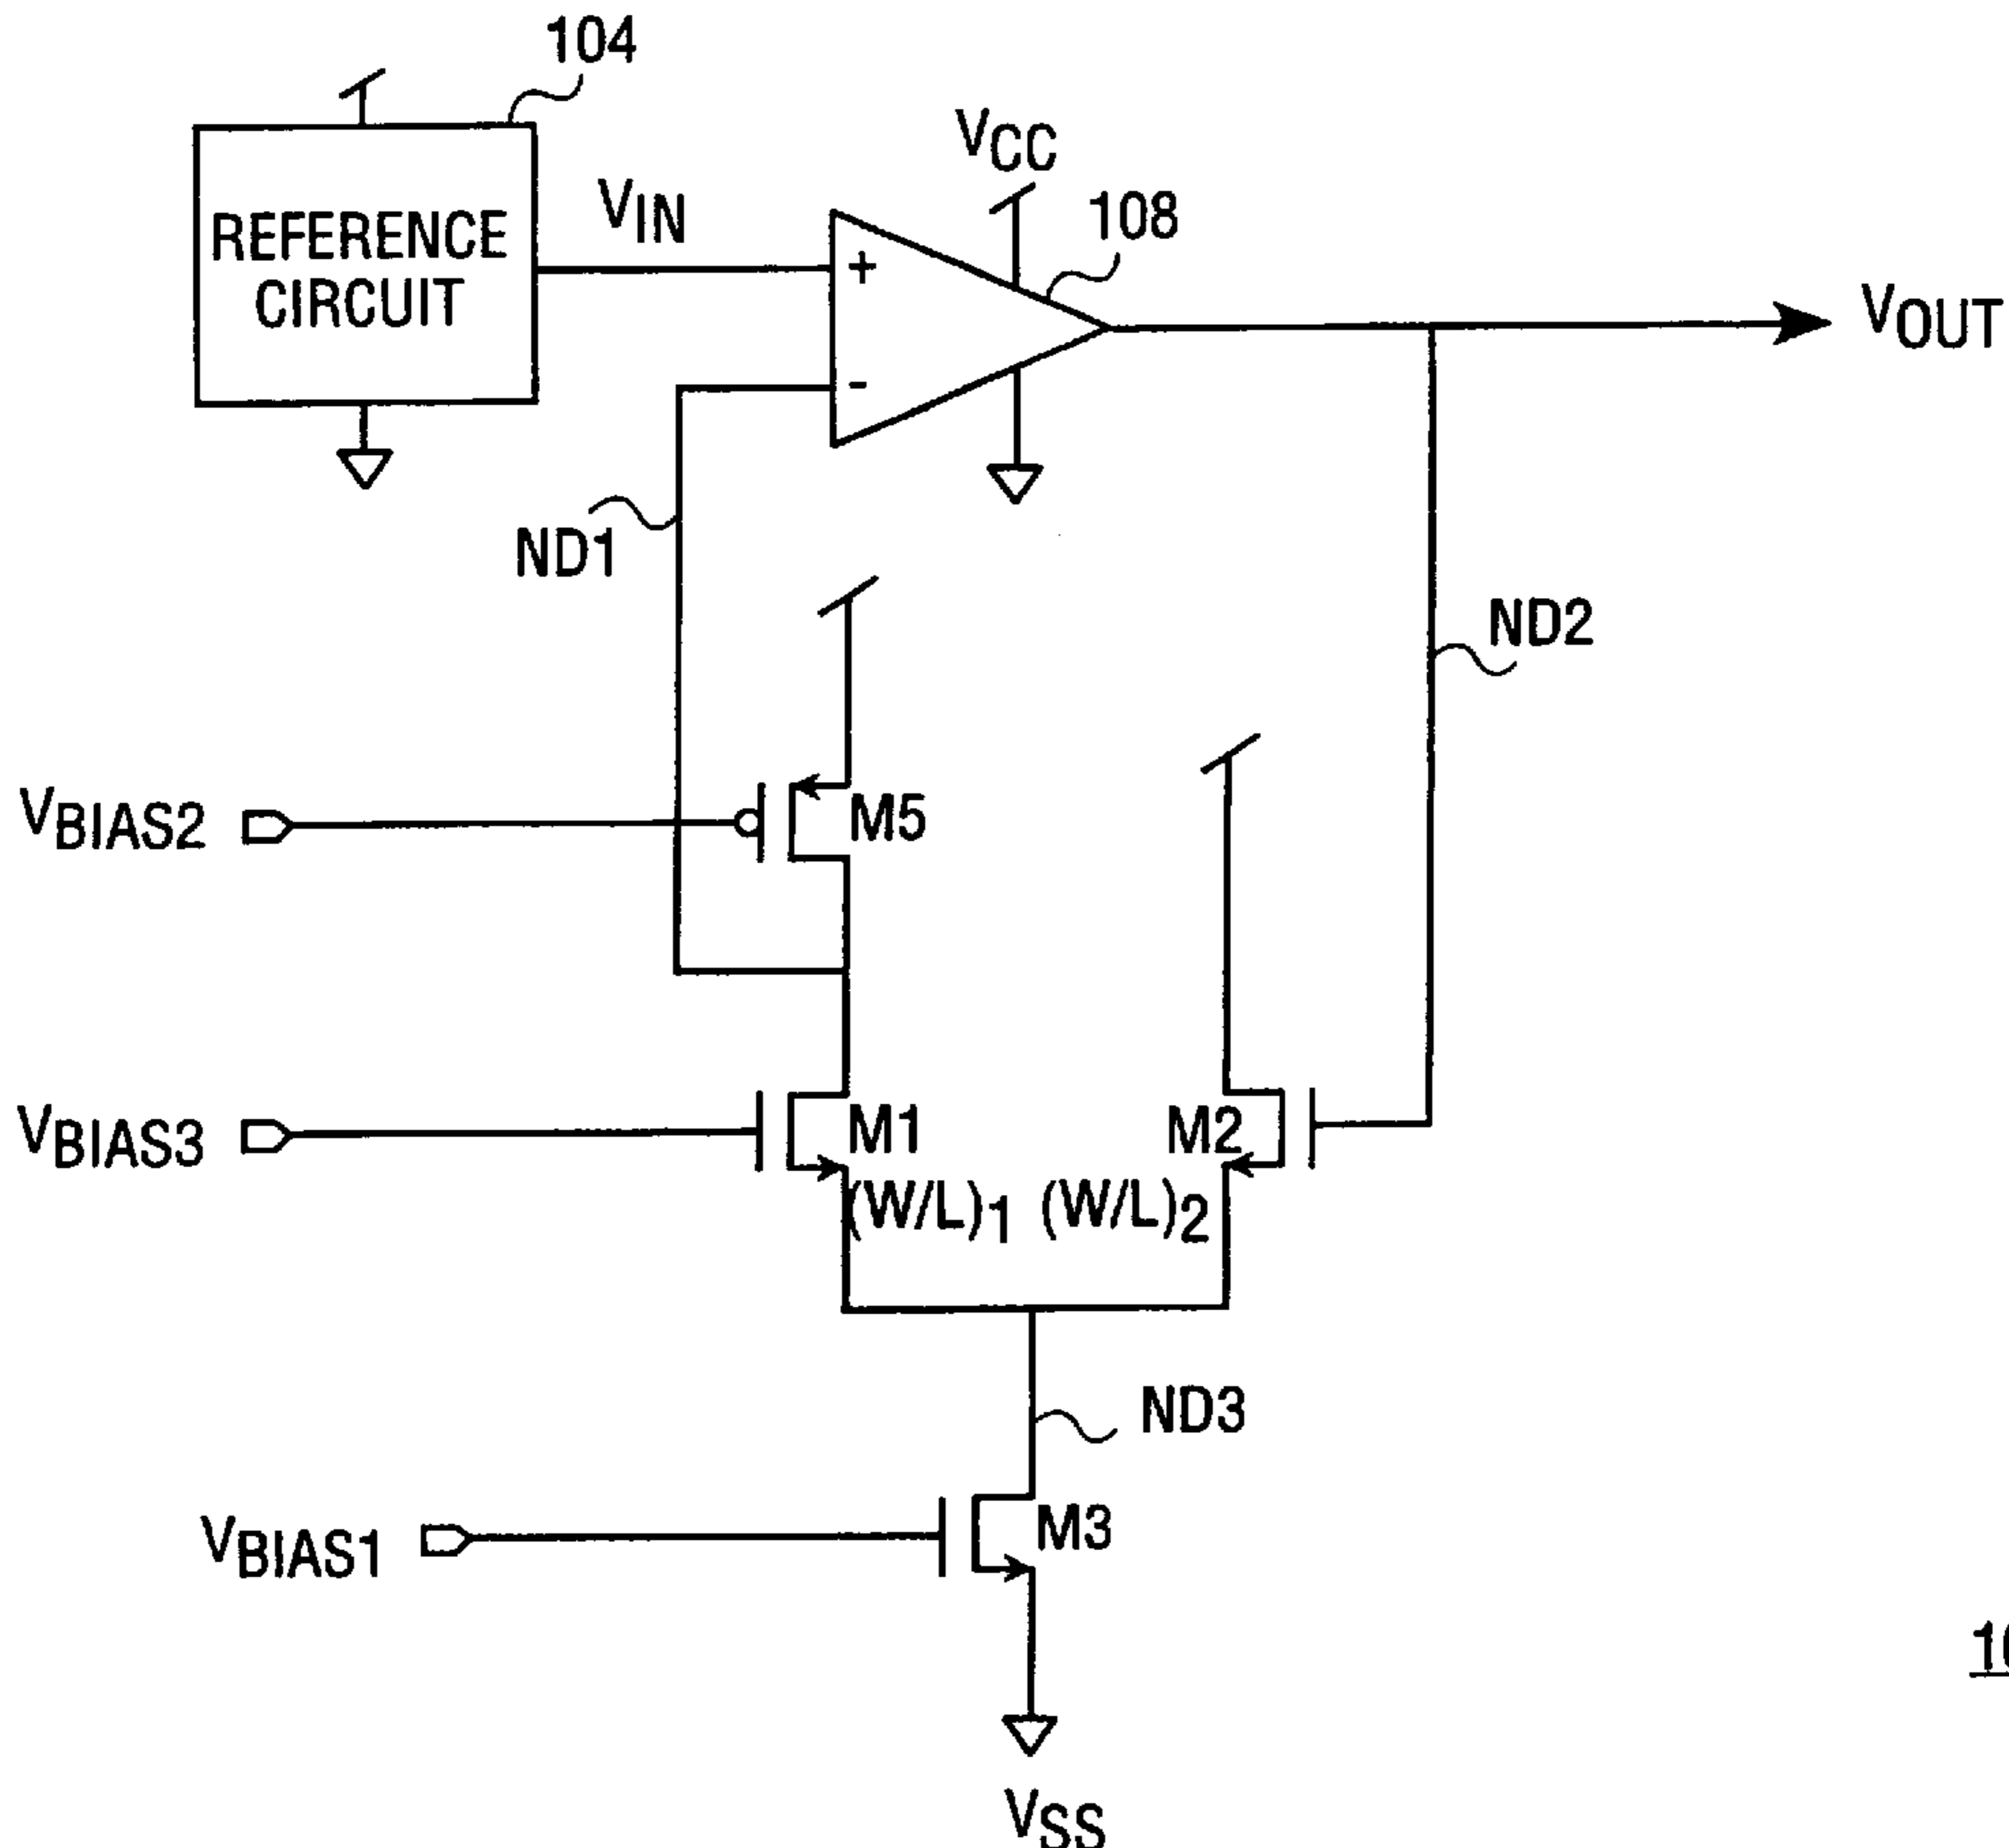 104
REFERENCE
CIRCUIT
VIN
VCC
108
+
-
VOUT
ND1
ND2
VBIAS2
M5
VBIAS3
M1
M2
(W/L)1
(W/L)2
ND3
VBIAS1
M3
VSS